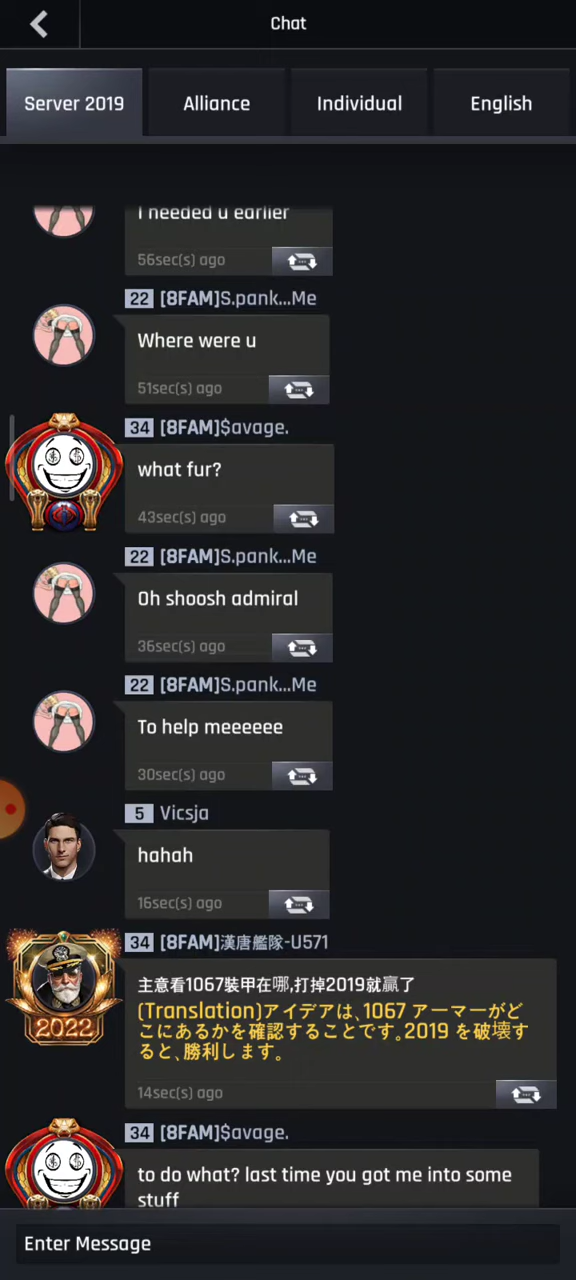 Chat
Server 2019
Alliance
Individual
English
I needed u earlier
56sec(s) ago
22 [8FAM]S.pank...Me
Where were u
51sec(s) ago
34 [8FAM]$avage.
what fur?
43sec(s) ago
22 [8FAM]S.pank...Me
Oh shoosh admiral
36sec(s) ago
22 [8FAM]S.pank...Me
To help meeeeee
30sec(s) ago
5 Vicsja
hahah
16sec(s) ago
34 [8FAM]漢唐艦隊-U571
主意看1067裝甲在哪,打掉2019就贏了
(Translation)アイデアは、1067 アーマーがど
こにあるかを確認することです。2019 を破壊す
ると、勝利します。
2022
14sec(s) ago
34 [8FAM]$avage.
to do what? last time you got me into some
stuff
Enter Message